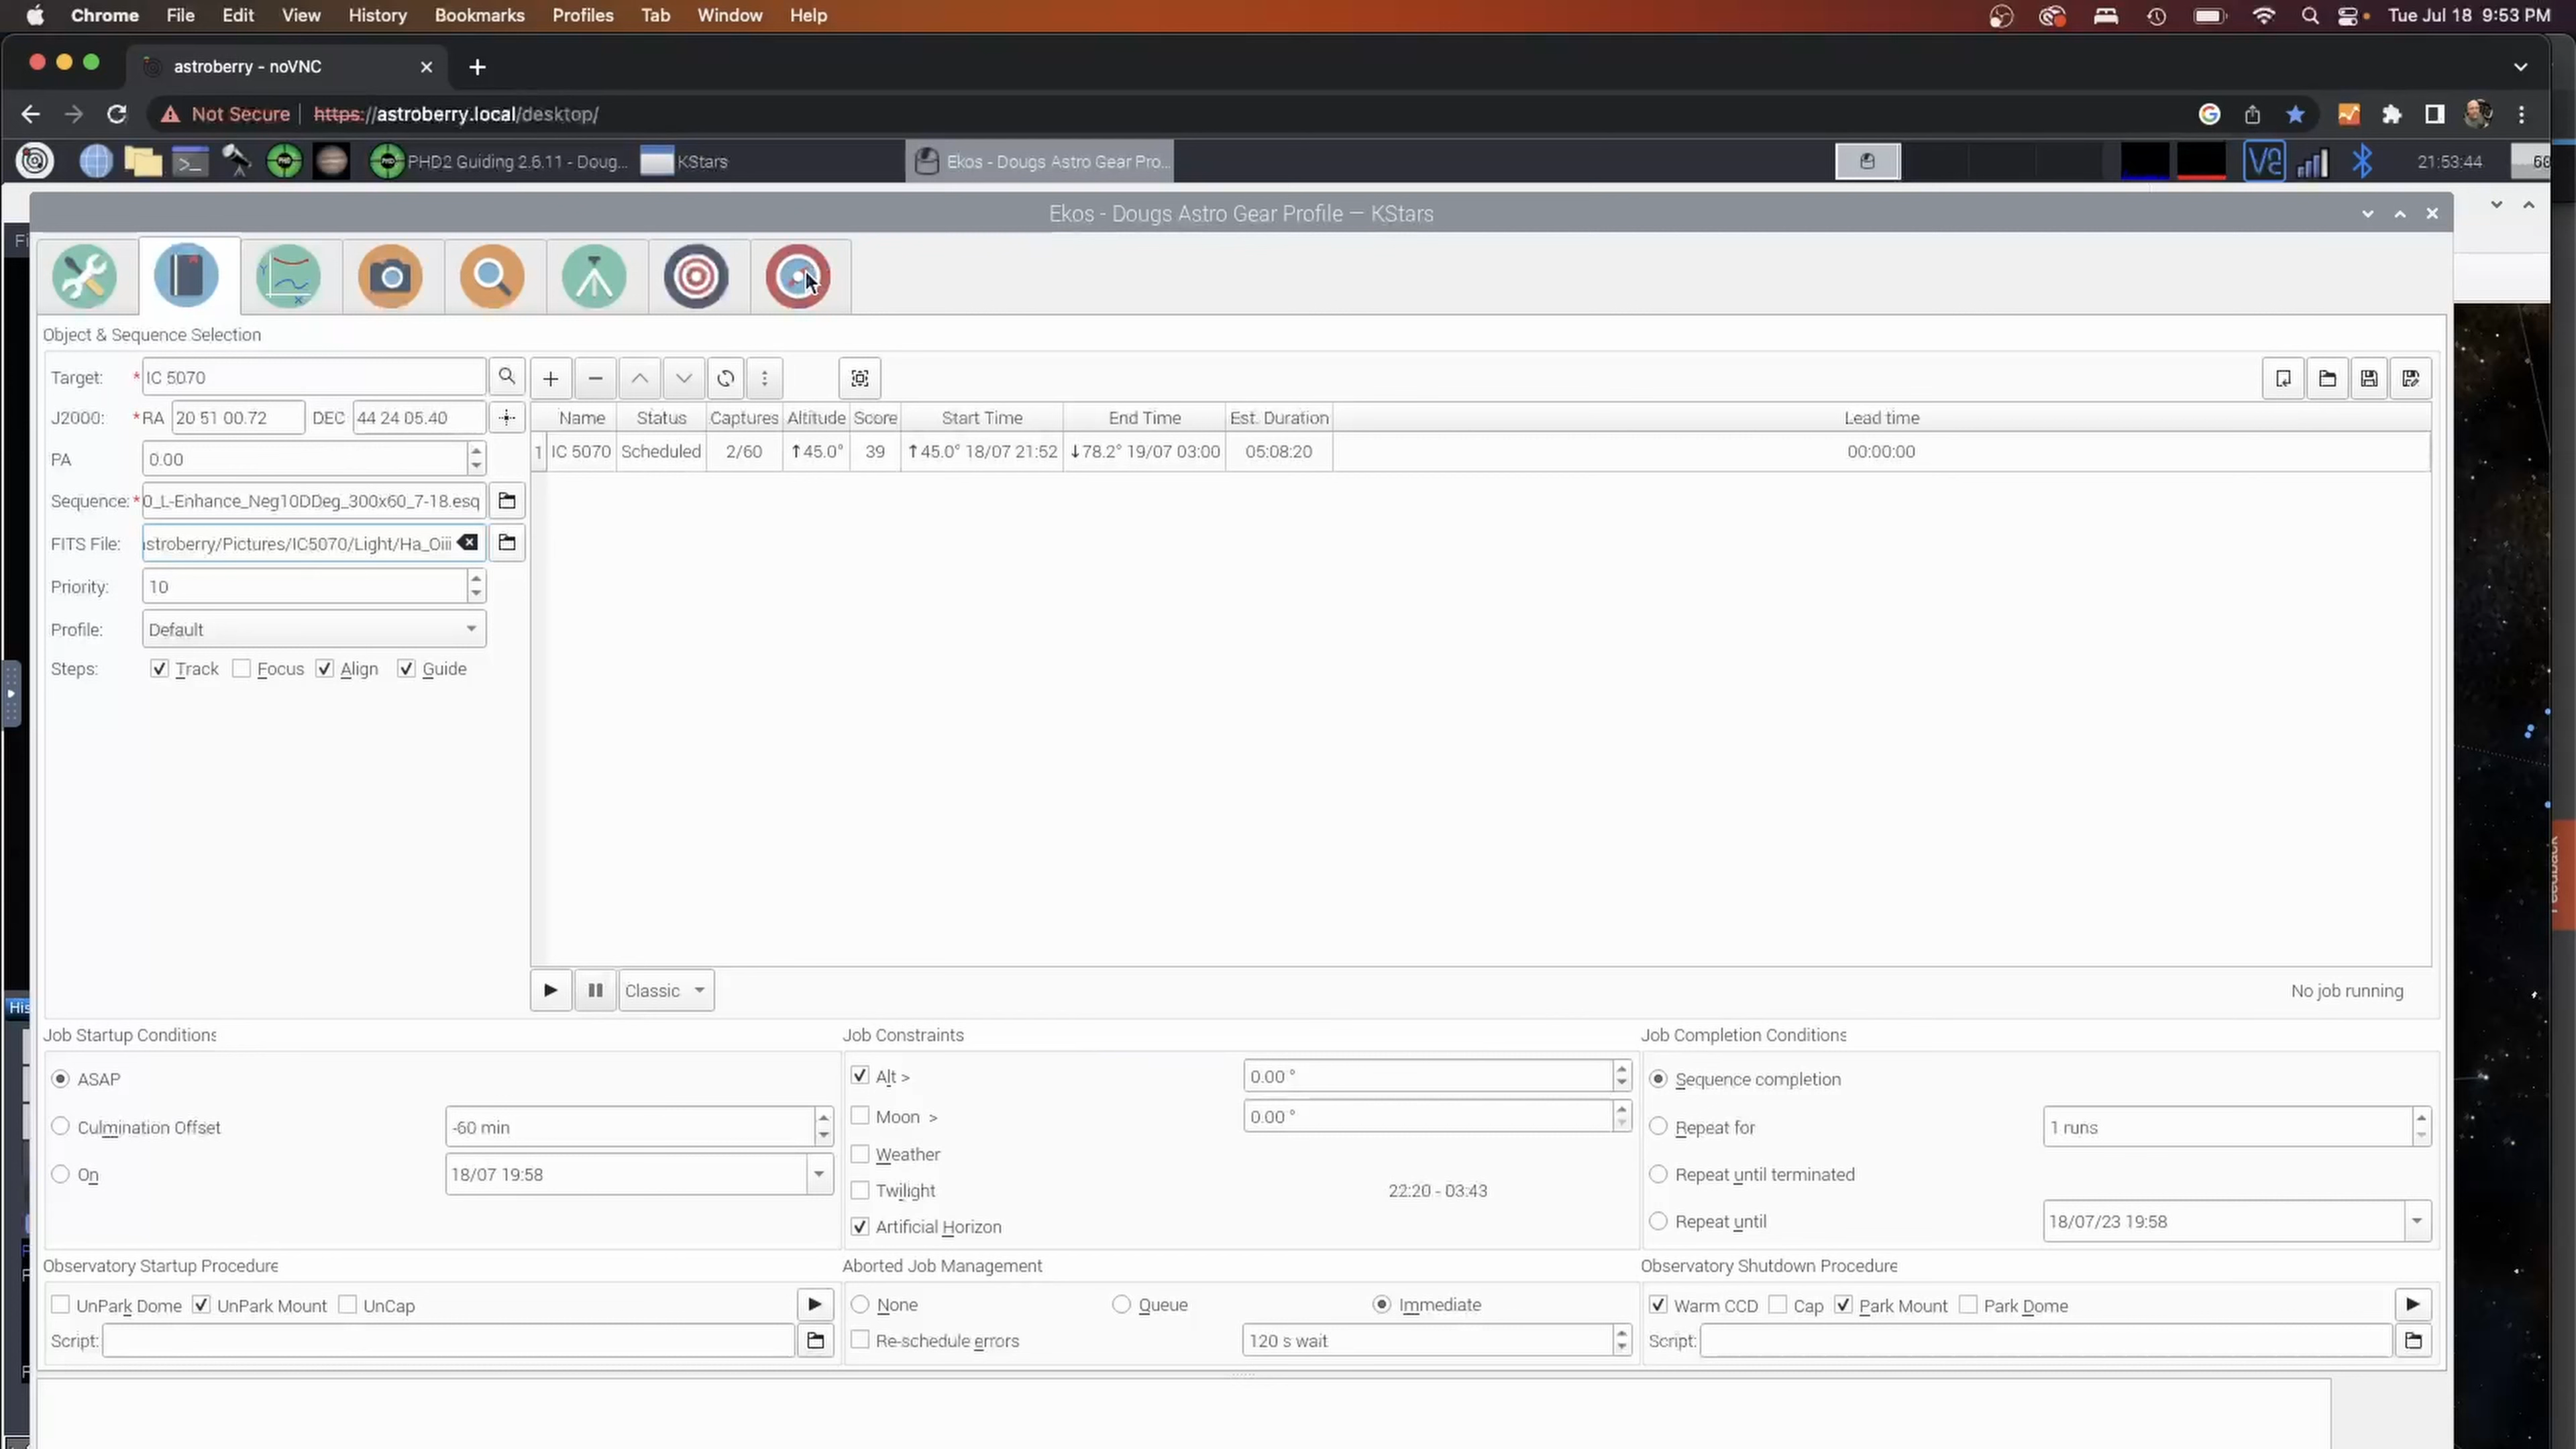 Chrome File Edit View History Bookmarks Profiles Tab Window Help Tue Jul 18 9:53 PM
astroberry - noVNC
Not Secure https://astroberry.local/desktop/
PHD2 Guiding 2.6.11 - Doug... KStars Ekos - Dougs Astro Gear Pro... 21:53:44
Ekos - Dougs Astro Gear Profile — KStars
Object & Sequence Selection
Target: *IC 5070
J2000: *RA 20 51 00.72 DEC 44 24 05.40
Name Status Captures Altitude Score Start Time End Time Est. Duration Lead time
1 IC 5070 Scheduled 2/60 ↑45.0° 39 ↑45.0° 18/07 21:52 ↓78.2° 19/07 03:00 05:08:20 00:00:00
PA 0.00
Sequence: *0_L-Enhance_Neg10DDeg_300x60_7-18.esq
FITS File: astroberry/Pictures/IC5070/Light/Ha_Oiii
Priority: 10
Profile: Default
Steps: Track Focus Align Guide
Feedback
Classic No job running
Job Startup Conditions
ASAP
Culmination Offset -60 min
On 18/07 19:58
Job Constraints
Alt > 0.00 °
Moon > 0.00 °
Weather
Twilight 22:20 - 03:43
Artificial Horizon
Job Completion Conditions
Sequence completion
Repeat for 1 runs
Repeat until terminated
Repeat until 18/07/23 19:58
Observatory Startup Procedure
UnPark Dome UnPark Mount UnCap
Script:
Aborted Job Management
None Queue Immediate
Re-schedule errors 120 s wait
Observatory Shutdown Procedure
Warm CCD Cap Park Mount Park Dome
Script: